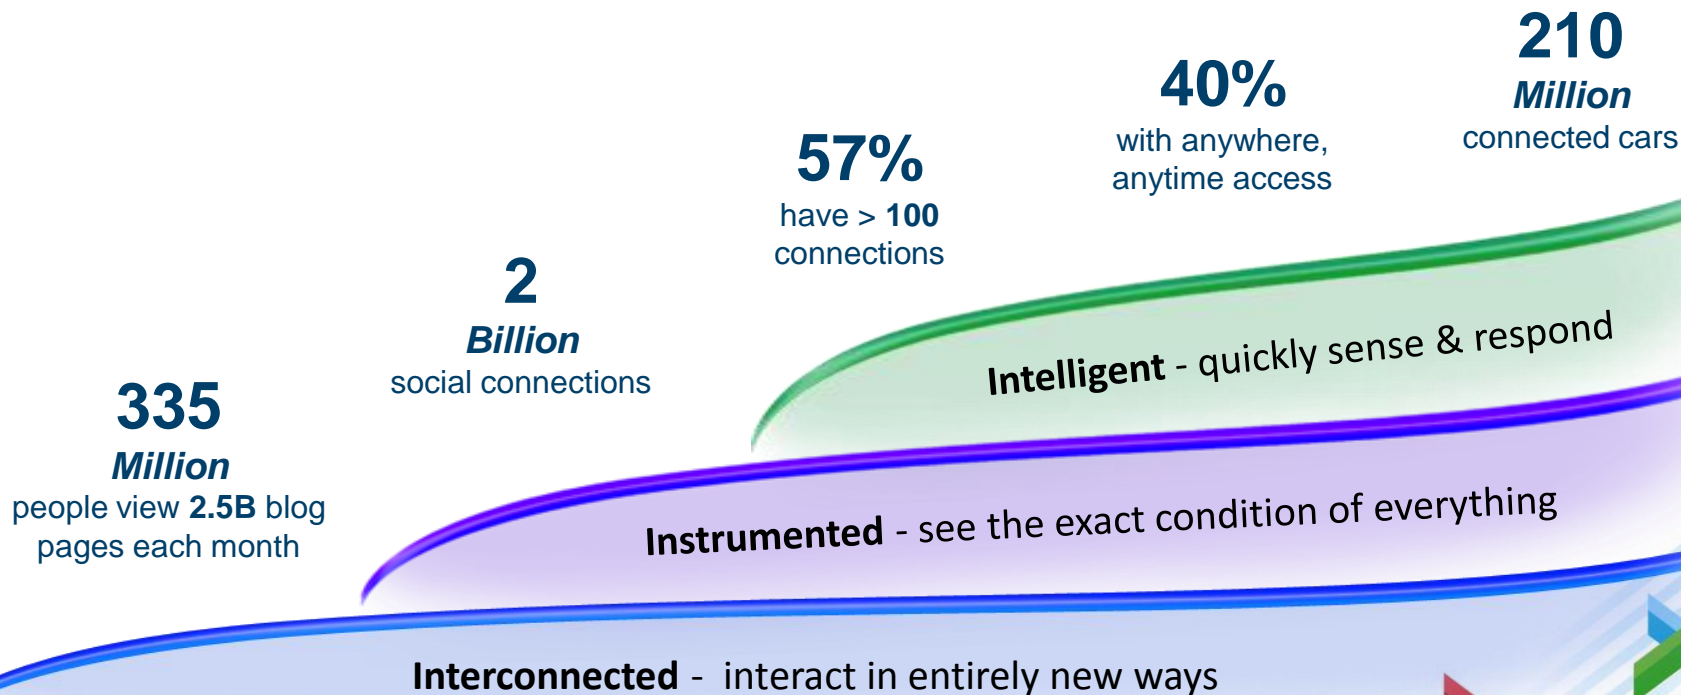 335
Million
people view 2.5B blog
pages each month
2
Billion
social connections
57%
have > 100
connections
40%
with anywhere,
anytime access
210
Million
connected cars
Intelligent - quickly sense & respond
Instrumented - see the exact condition of everything
Interconnected - interact in entirely new ways